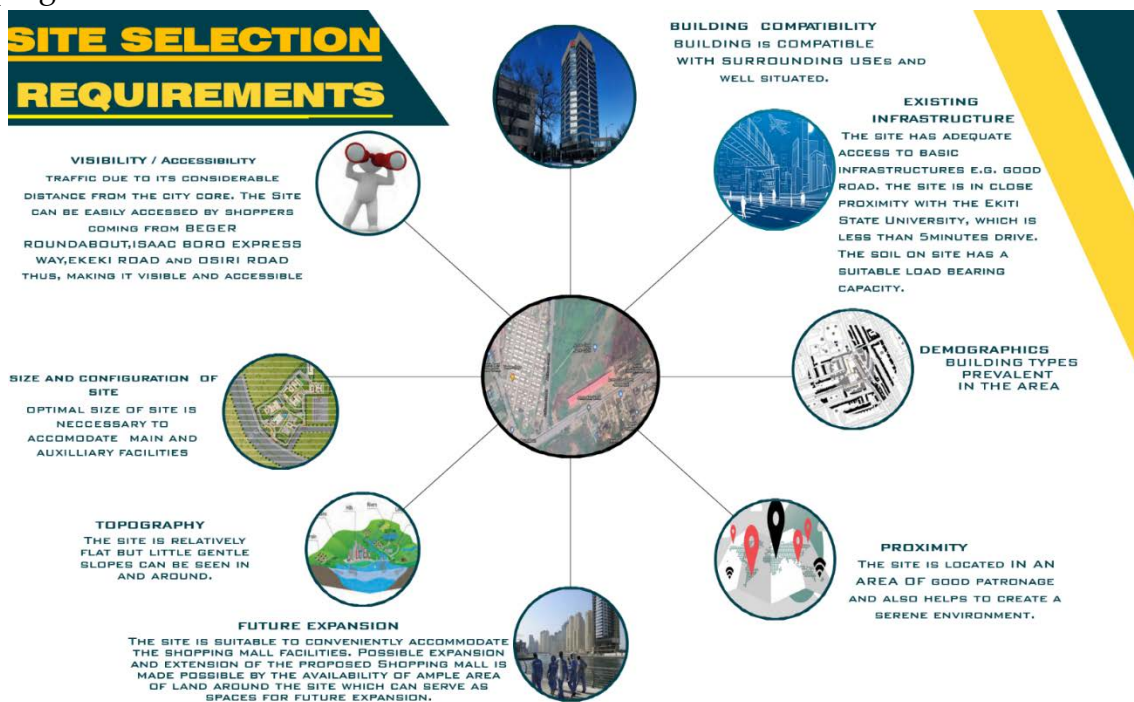 SITE SELECTION
REQUIREMENTS
BUILDING COMPATIBILITY
BUILDING IS COMPATIBLE
WITH SURROUNDING USES AND
WELL SITUATED.
EXISTING
INFRASTRUCTURE
THE SITE HAS ADEQUATE
ACCESS TO BASIC
INFRASTRUCTURES E.G. GOOD
ROAD. THE SITE IS IN CLOSE
PROXIMITY WITH THE EKITI
STATE UNIVERSITY, WHICH IS
LESS THAN 5MINUTES DRIVE.
THE SOIL ON SITE HAS A
SUITABLE LOAD BEARING
CAPACITY.
VISIBILITY / ACCESSIBILITY
TRAFFIC DUE TO ITS CONSIDERABLE
DISTANCE FROM THE CITY CORE. THE SITE
CAN BE EASILY ACCESSED BY SHOPPERS
COMING FROM BEGER
ROUNDABOUT,ISAAC BORO EXPRESS
WAY,EKEKI ROAD AND OSIRI ROAD
THUS, MAKING IT VISIBLE AND ACCESSIBLE
DEMOGRAPHICS
BUILDING TYPES
PREVALENT
IN THE AREA
SIZE AND CONFIGURATION OF
SITE
OPTIMAL SIZE OF SITE IS
NECCESSARY TO
ACCOMODATE MAIN AND
AUXILLIARY FACILITIES
TOPOGRAPHY
THE SITE IS RELATIVELY
FLAT BUT LITTLE GENTLE
SLOPES CAN BE SEEN IN
AND AROUND.
PROXIMITY
THE SITE IS LOCATED IN AN
AREA OF GOOD PATRONAGE
AND ALSO HELPS TO CREATE A
SERENE ENVIRONMENT.
FUTURE EXPANSION
THE SITE IS SUITABLE TO CONVENIENTLY ACCOMMODATE
THE SHOPPING MALL FACILITIES. POSSIBLE EXPANSION
AND EXTENSION OF THE PROPOSED SHOPPING MALL IS
MADE POSSIBLE BY THE AVAILABILITY OF AMPLE AREA
OF LAND AROUND THE SITE WHICH CAN SERVE AS
SPACES FOR FUTURE EXPANSION.